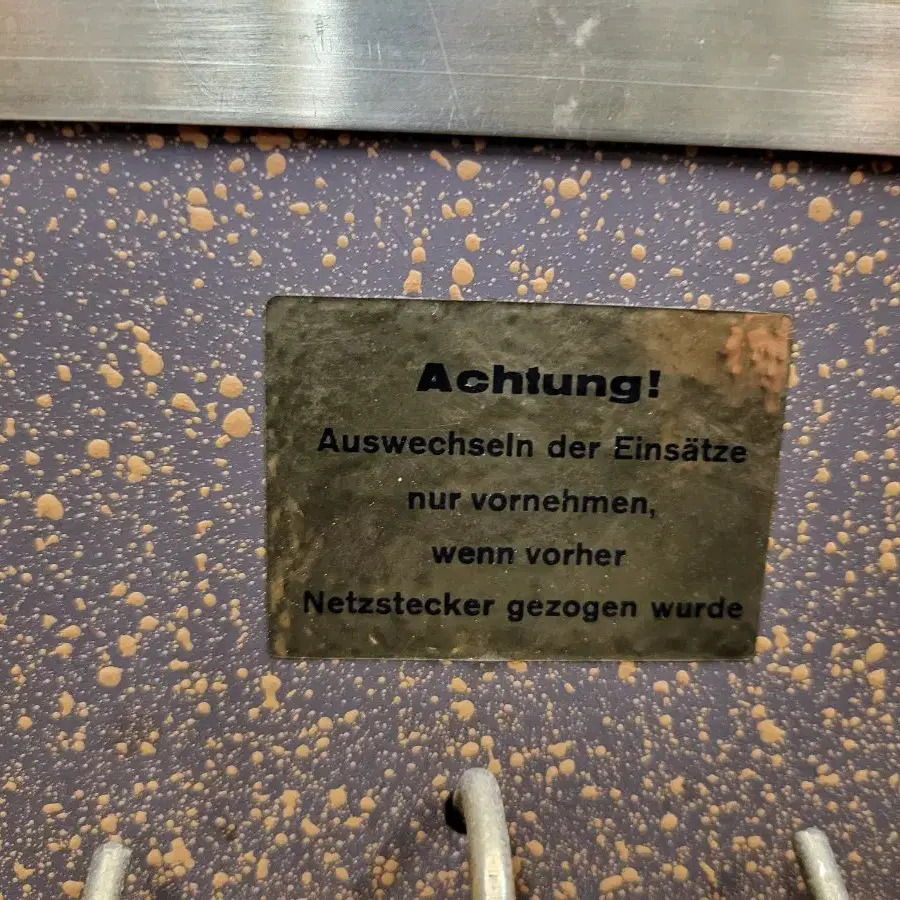 Achtung!
Auswechseln der Einsätze
nur vornehmen,
wenn vorher
Netzstecker gezogen wurde